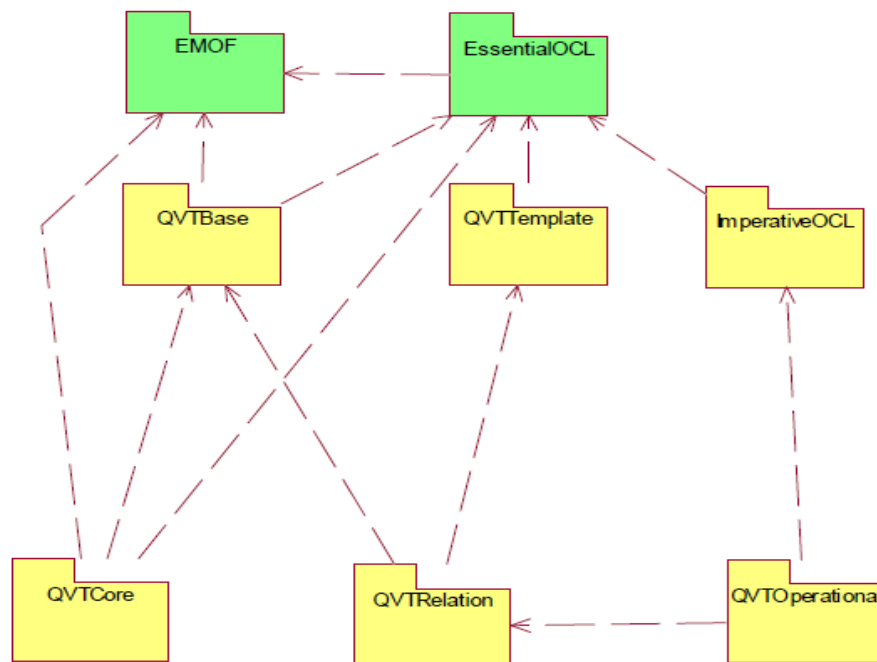 EMOF
EssentialOCL
QVTBase
QVTTemplate
ImperativeOCL
QVTCore
QVTRelation
QVTOperationa